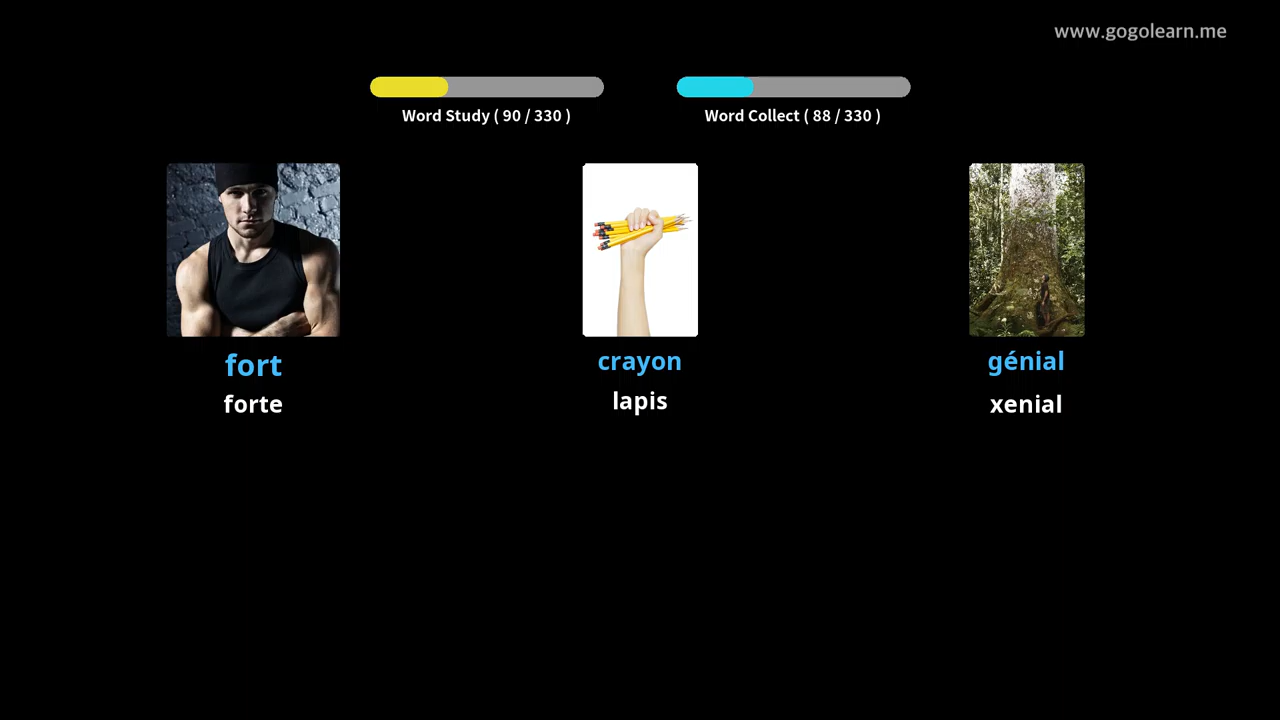 www.gogolearn.me
Word Study ( 90 / 330 )
Word Collect ( 88 / 330 )
fort
forte
crayon
lapis
génial
xenial